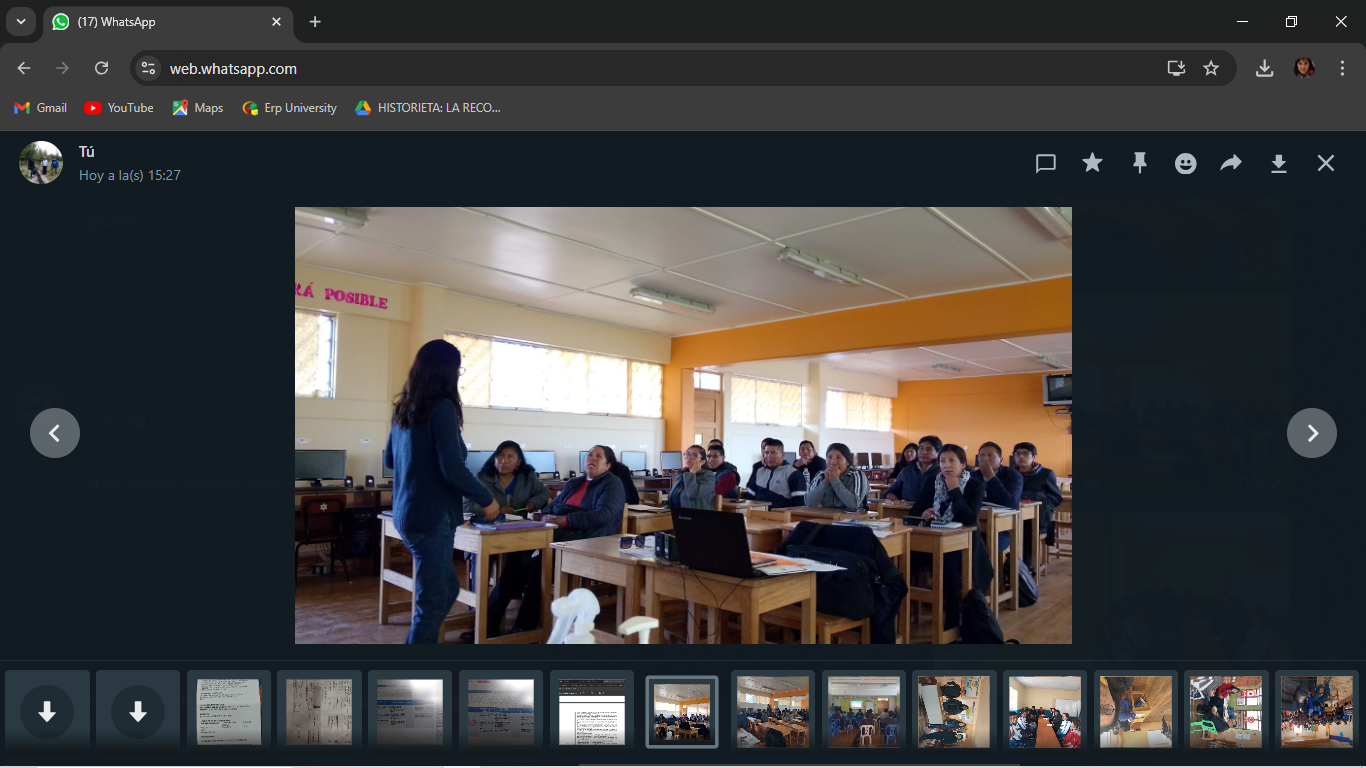 (17) WhatsApp
web.whatsapp.com
Gmail
YouTube
Maps
Erp University
HISTORIETA: LA RECO...
Tú
Hoy a la(s) 15:27
RÁ POSIBLE